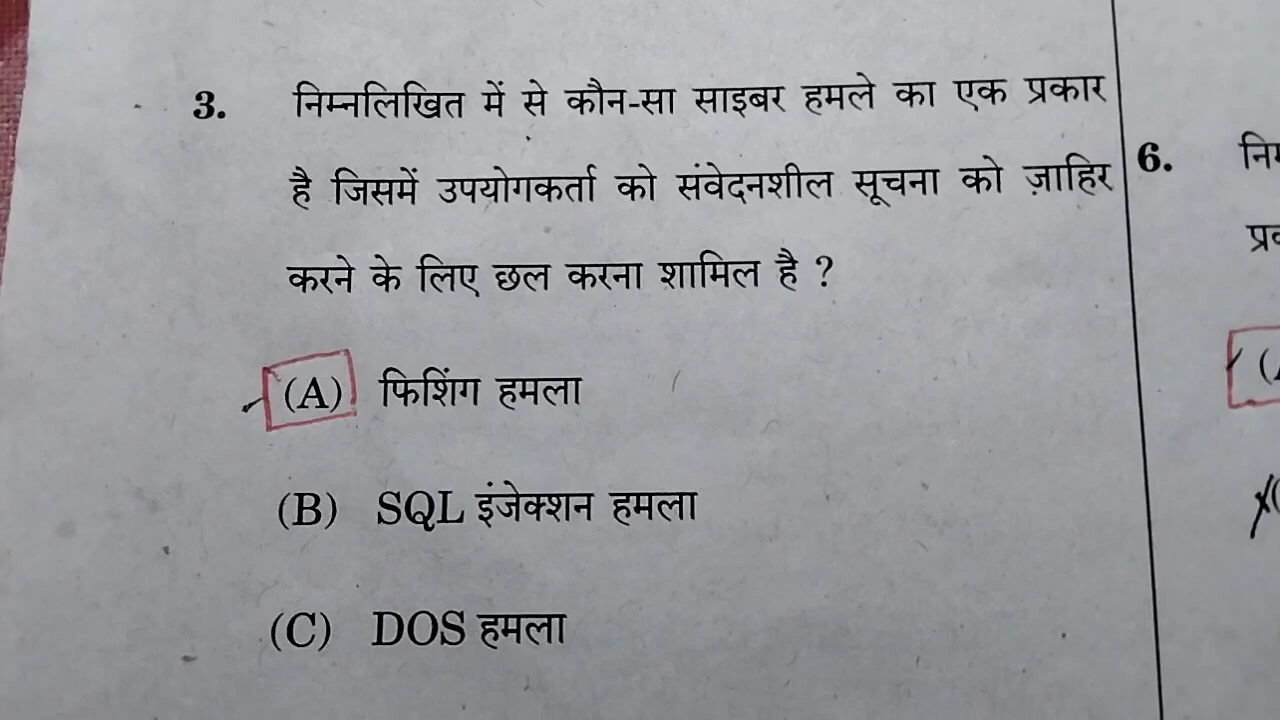 3. निम्नलिखित में से कौन-सा साइबर हमले का एक प्रकार
है जिसमें उपयोगकर्ता को संवेदनशील सूचना को ज़ाहिर
करने के लिए छल करना शामिल है ?
(A) फिशिंग हमला
(B) SQL इंजेक्शन हमला
(C) DOS हमला
6.